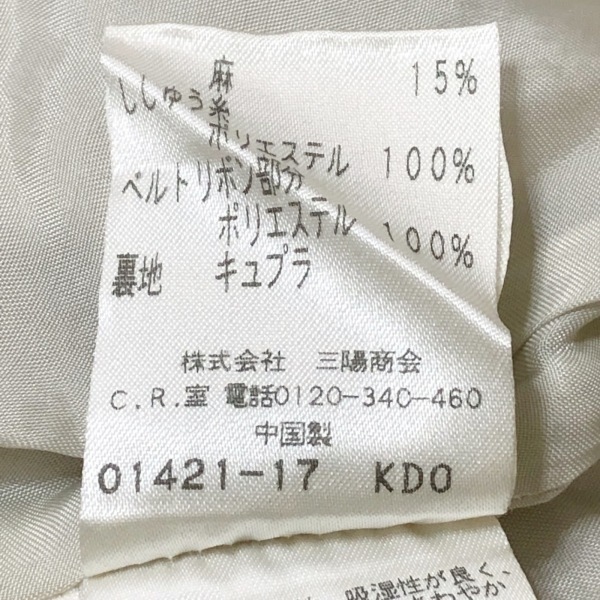 麻 15%
ししゅう糸
ポリエステル 100%
ベルトリボン部分
ポリエステル 100%
裏地 キュプラ
株式会社 三陽商会
C.R.室 電話0120-340-460
中国製
01421-17 KDO
吸湿性が良く、